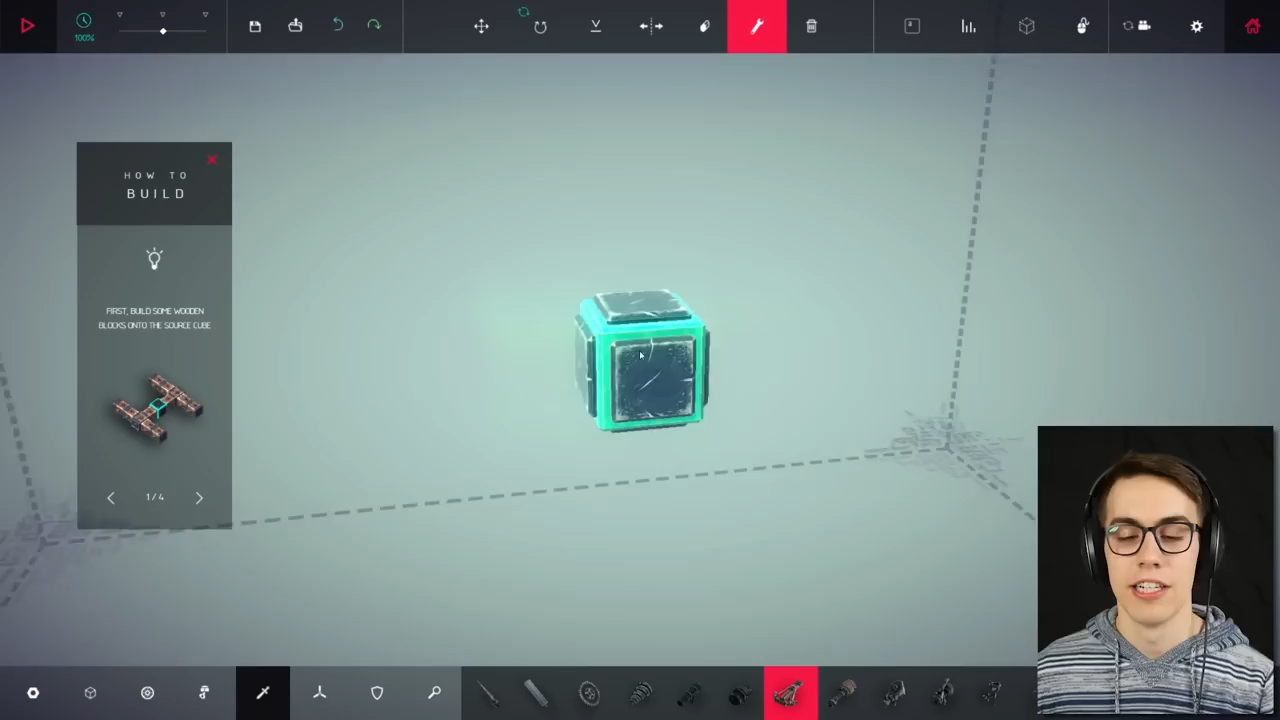 100%
HOW TO
BUILD
FIRST, BUILD SOME WOODEN
BLOCKS ONTO THE SOURCE CUBE
1/4